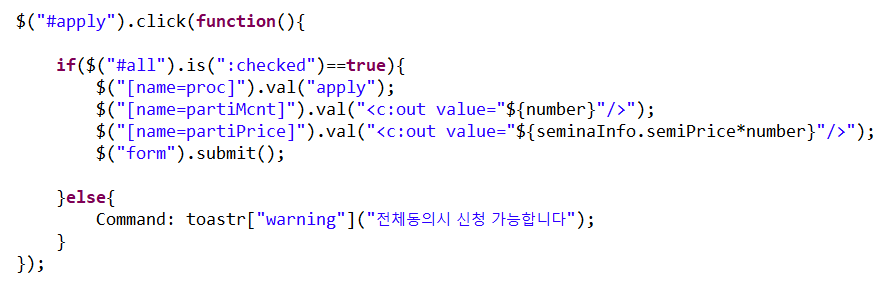 $("#apply").click(function(){
if($("#all").is(":checked")==true){
$("[name=proc]").val("apply");
$("[name=partiMcnt]").val("<c:out value="${number}"/>");
$("[name=partiPrice]").val("<c:out value="${seminaInfo.semiPrice*number}"/>");
$("form").submit();
}else{
Command: toastr["warning"]("전체동의시 신청 가능합니다");
}
});